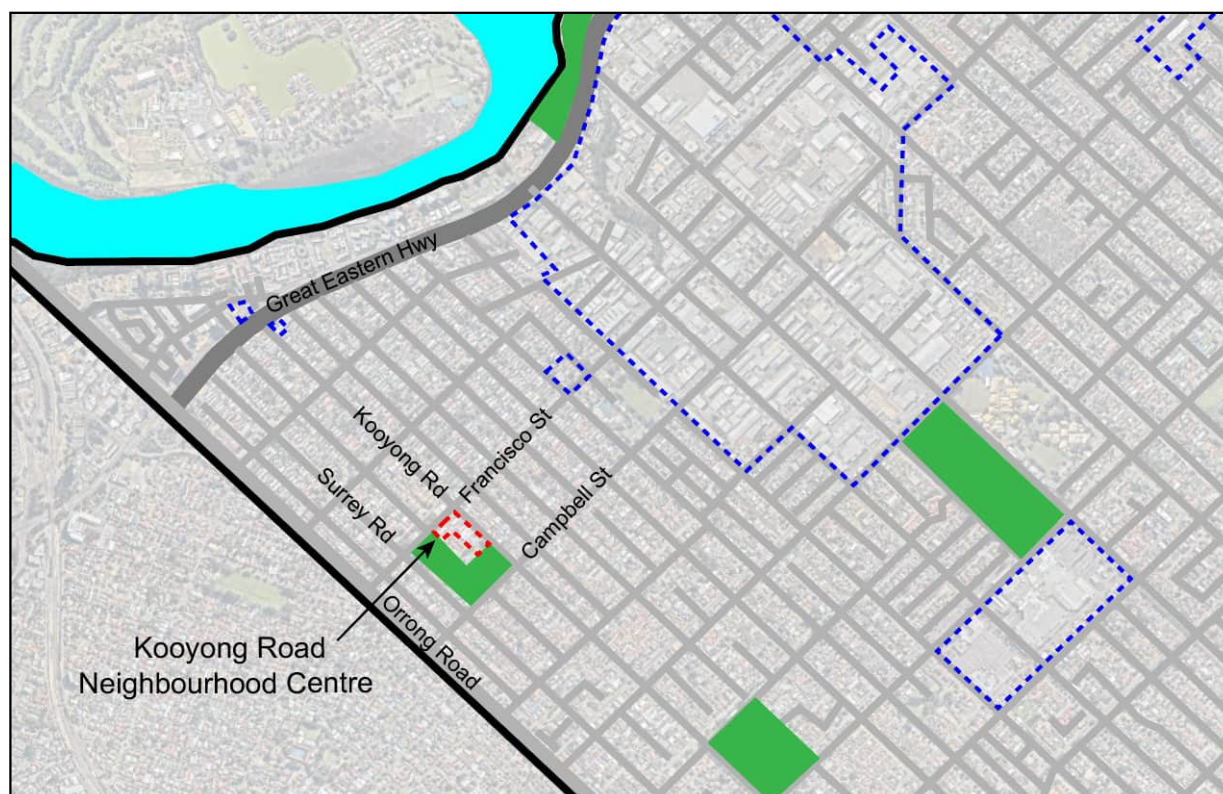 Great Eastern Hwy
Kooyong Rd
Francisco St
Surrey Rd
Campbell St
Orrong Road
Kooyong Road
Neighbourhood Centre